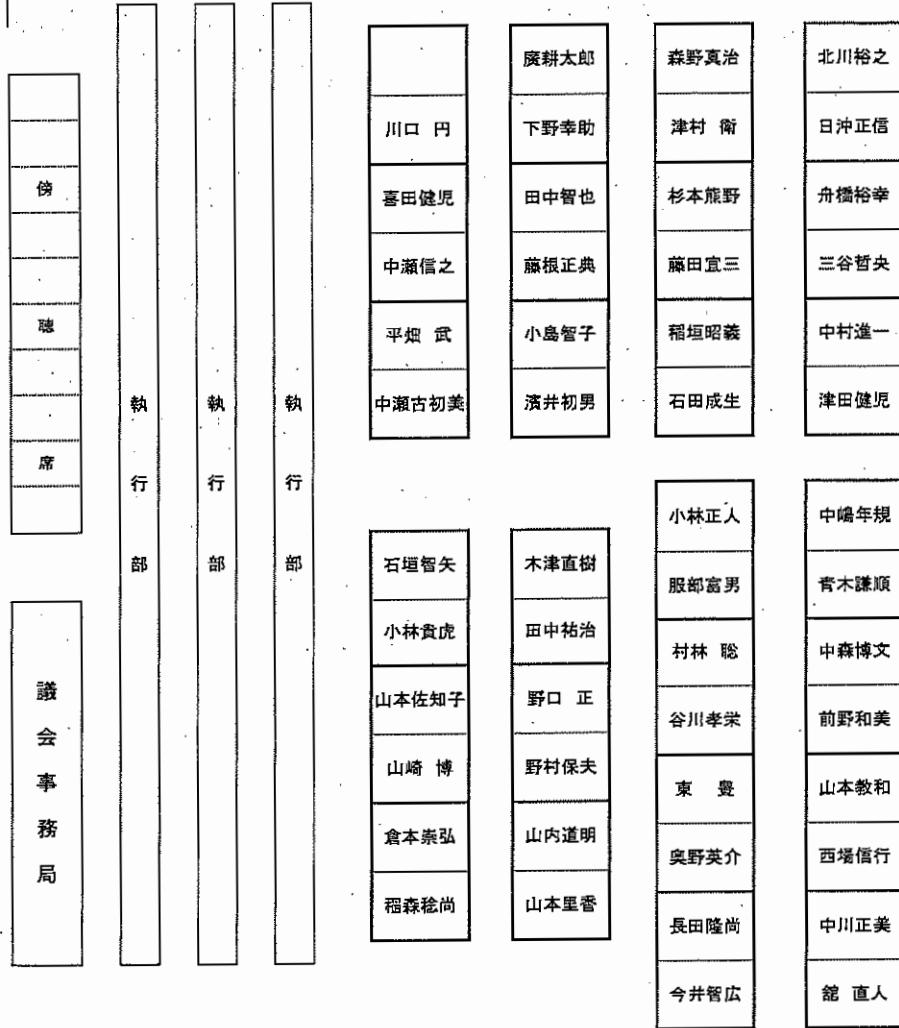 傍聴席
議会事務局
執行部
執行部
執行部
川口 円
喜田健児
中瀬信之
平畑 武
中瀬古初美
廣耕太郎
下野幸助
田中智也
藤根正典
小島智子
濱井初男
森野真治
津村 衛
杉本熊野
藤田宜三
稲垣昭義
石田成生
北川裕之
日沖正信
舟橋裕幸
三谷哲央
中村進一
津田健児
石垣智矢
小林貴虎
山本佐知子
山崎 博
倉本崇弘
稲森稔尚
木津直樹
田中祐治
野口 正
野村保夫
山内道明
山本里香
小林正人
服部富男
村林 聡
谷川孝栄
東 豊
奥野英介
長田隆尚
今井智広
中嶋年規
青木謙順
中森博文
前野和美
山本教和
西場信行
中川正美
舘 直人